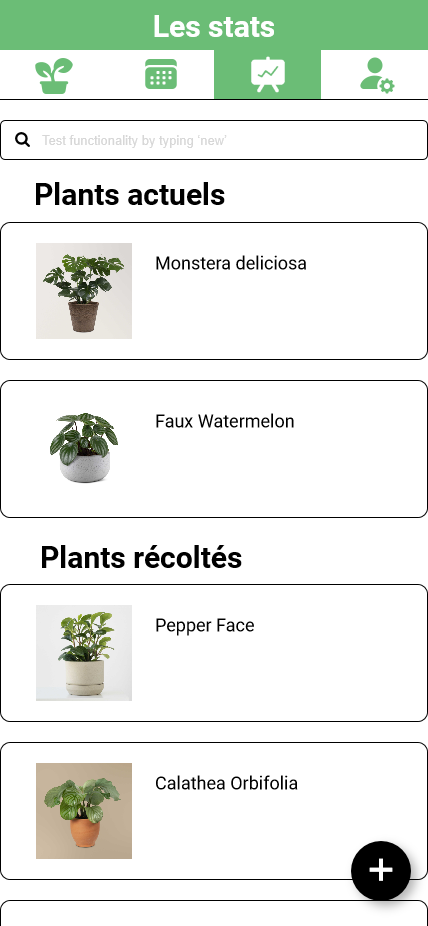 Les stats
Test functionality by typing 'new'
Plants actuels
Monstera deliciosa
Faux Watermelon
Plants récoltés
Pepper Face
Calathea Orbifolia